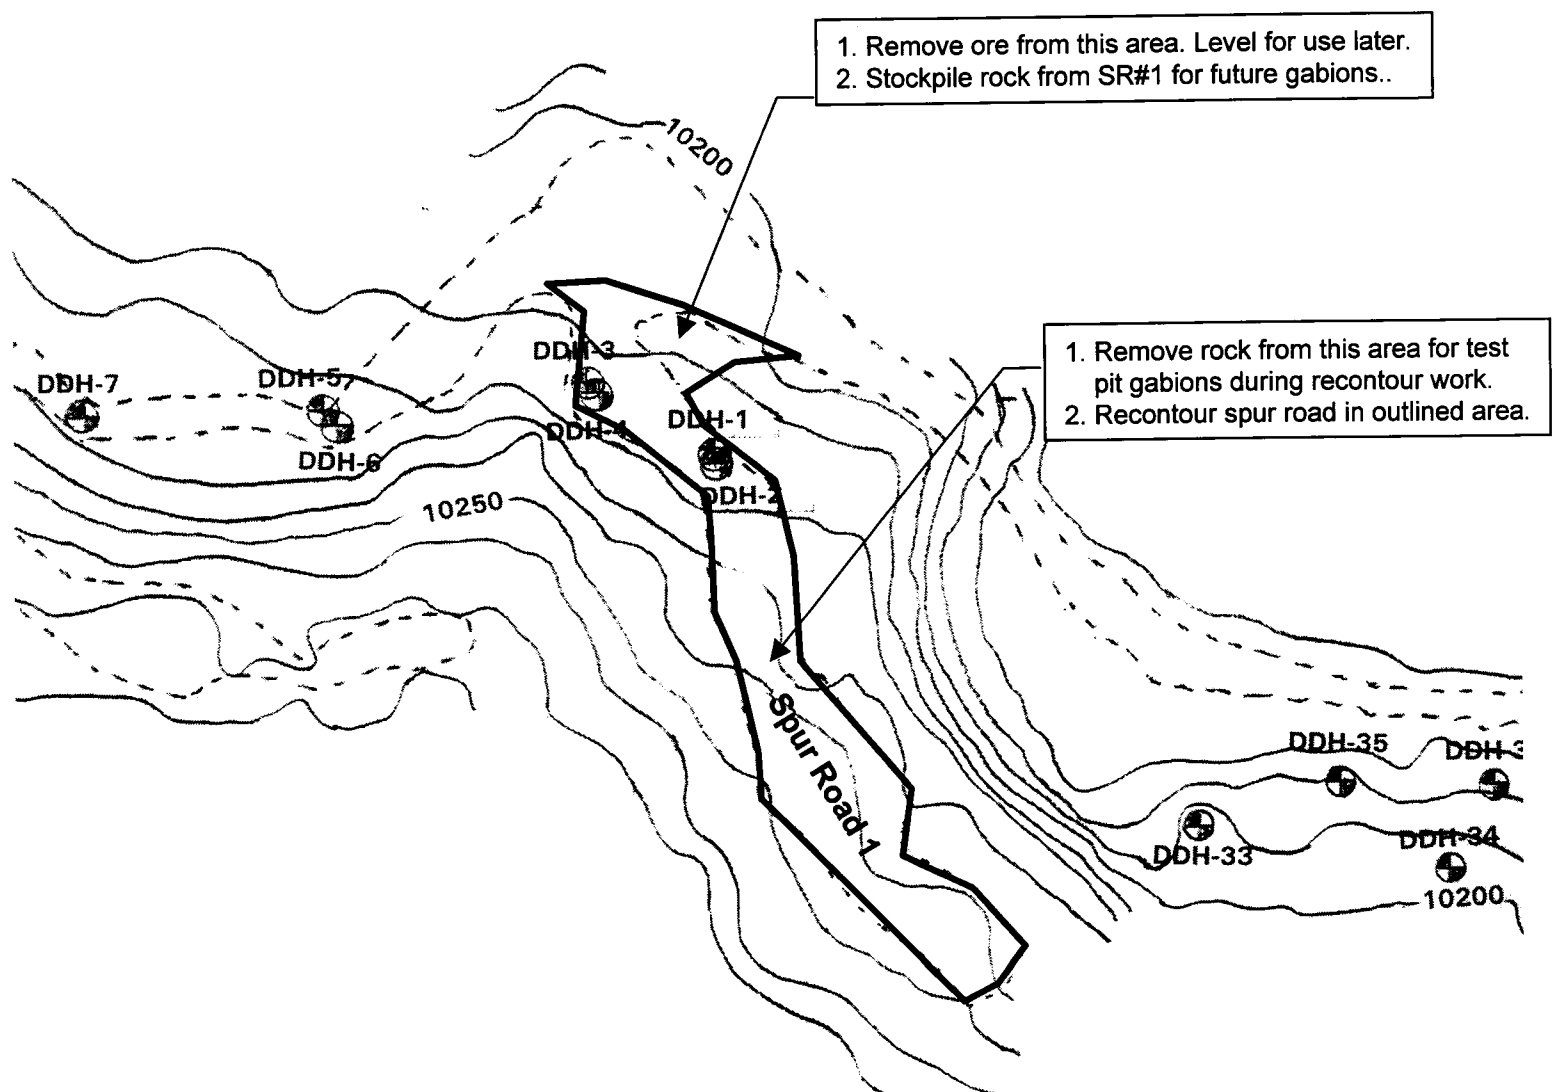 1. Remove ore from this area. Level for use later.
2. Stockpile rock from SR#1 for future gabions..
10200
1. Remove rock from this area for test
pit gabions during recontour work.
2. Recontour spur road in outlined area.
DDH-3
DDH-7
DDH-5
DDH-1
DDH-4
DDH-6
DDH-2
10250
Spur Road 1
DDH-35
DDH-3
DDH-34
DDH-33
10200